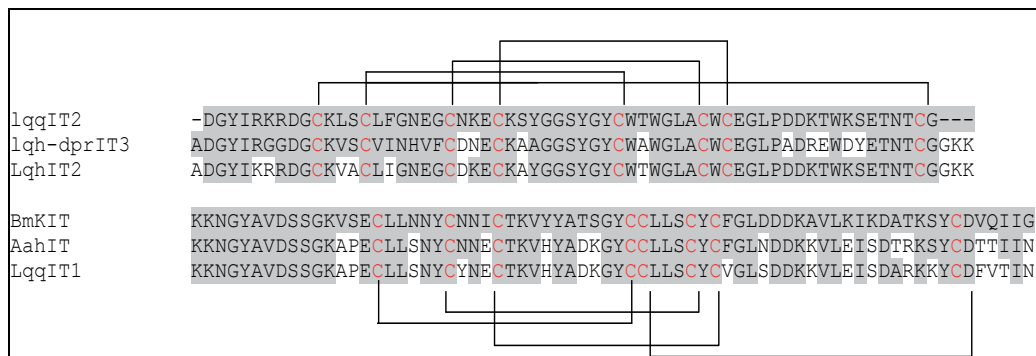 lqqIT2 -DGYIRKRDGCKLSCLFGNEGCNKECKSYGGSYGYCWTWGLACWCEGLPDDKTWKSETNTCG---
lqh-dprIT3 ADGYIRGGDGCKVSCVINHVFCDNECKAAGGSYGYCWAWGLACWCEGLPADREWDYETNTCGGKK
LqhIT2 ADGYIKRRDGCKVACLIGNEGCDKECKAYGGSYGYCWTWGLACWCEGLPDDKTWKSETNTCGGKK
BmKIT KKNGYAVDSSGKVSECLLNNYCNNICTKVYYATSGYCCLLSCYCFGLDDDKAVLKIKDATKSYCDVQIIG
AahIT KKNGYAVDSSGKAPECLLSNYCNNECTKVHYADKGYCCLLSCYCFGLNDDKKVLEISDTRKSYCDTTIIN
LqqIT1 KKNGYAVDSSGKAPECLLSNYCYNECTKVHYADKGYCCLLSCYCVGLSDDKKVLEISDARKKYCDFVTIN